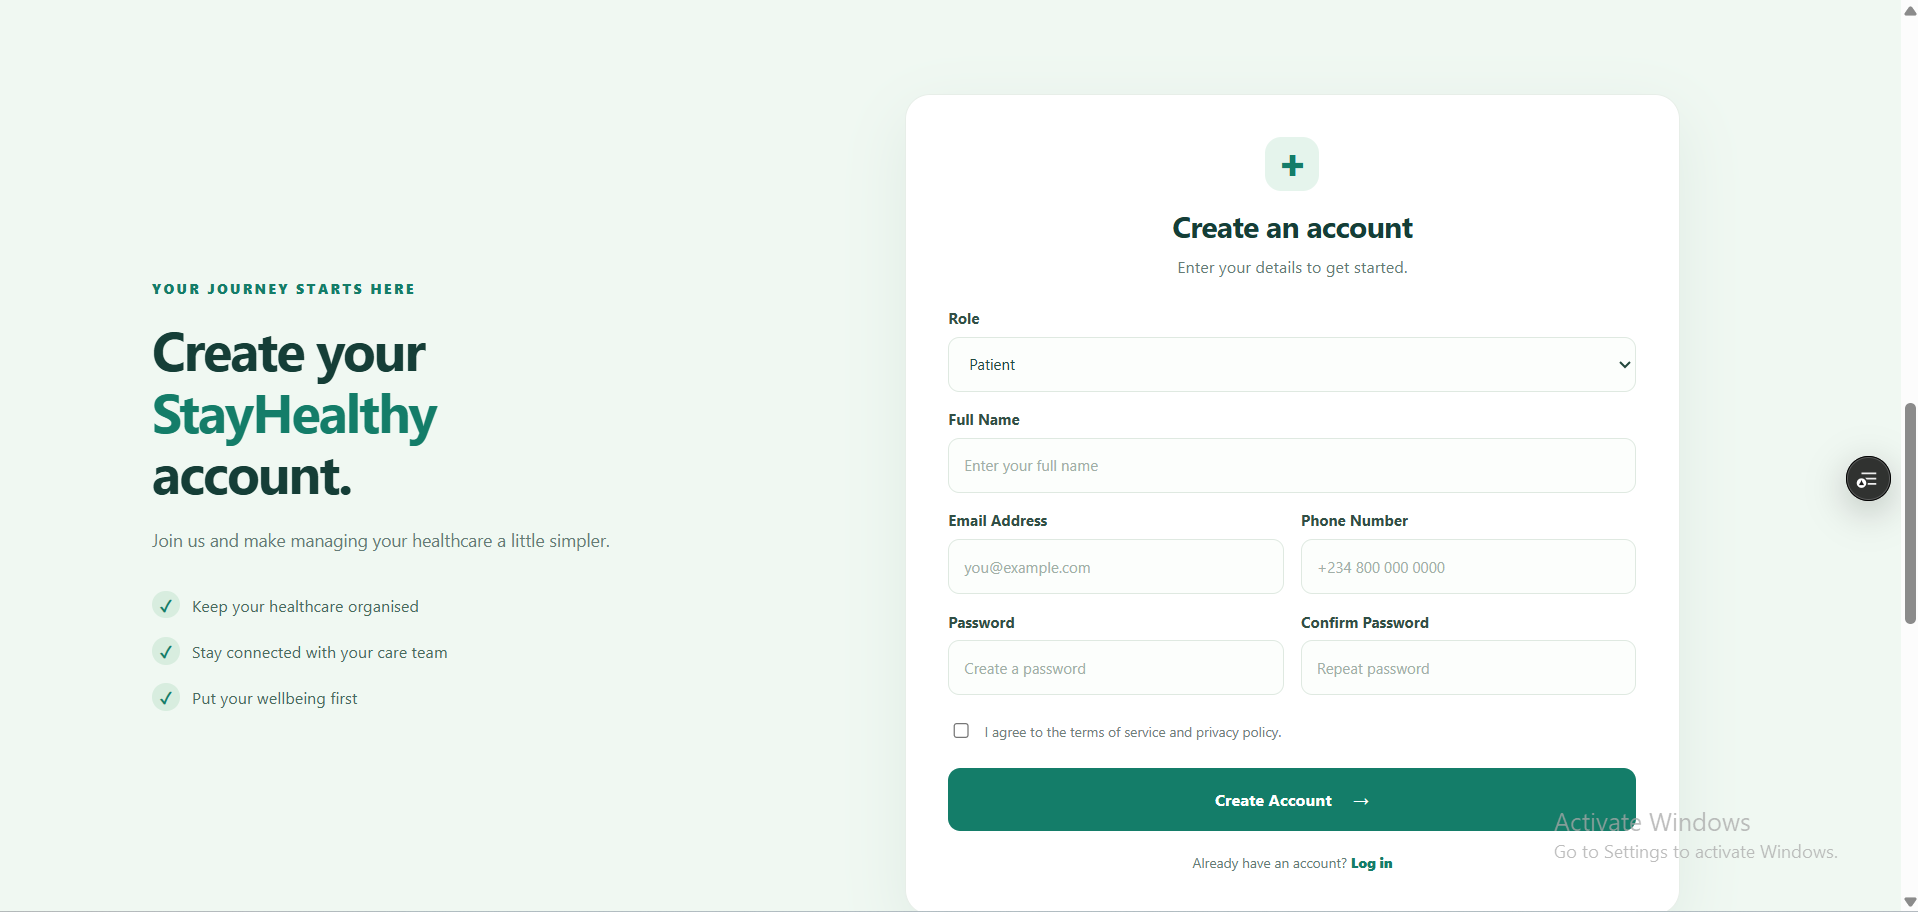 YOUR JOURNEY STARTS HERE
Create your
StayHealthy
account.
Join us and make managing your healthcare a little simpler.
✓ Keep your healthcare organised
✓ Stay connected with your care team
✓ Put your wellbeing first
Create an account
Enter your details to get started.
Role
Patient
Full Name
Enter your full name
Email Address Phone Number
you@example.com +234 800 000 0000
Password Confirm Password
Create a password Repeat password
I agree to the terms of service and privacy policy.
Create Account →
Already have an account? Log in
Activate Windows
Go to Settings to activate Windows.